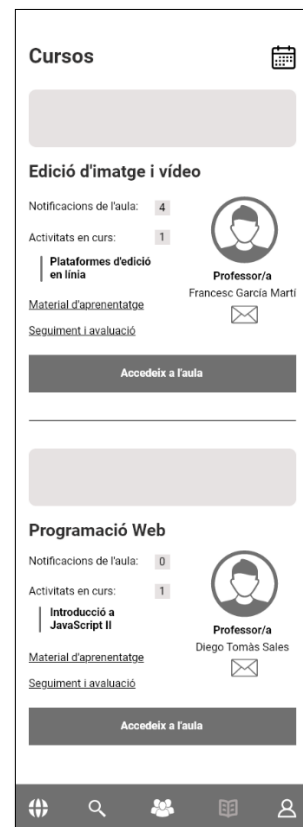 Cursos
Edició d'imatge i vídeo
Notificacions de l'aula: 4
Activitats en curs: 1
Plataformes d'edició
en línia
Material d'aprenentatge
Seguiment i avaluació
Professor/a
Francesc García Martí
Accedeix a l'aula
Programació Web
Notificacions de l'aula: 0
Activitats en curs: 1
Introducció a
JavaScript II
Material d'aprenentatge
Seguiment i avaluació
Professor/a
Diego Tomàs Sales
Accedeix a l'aula